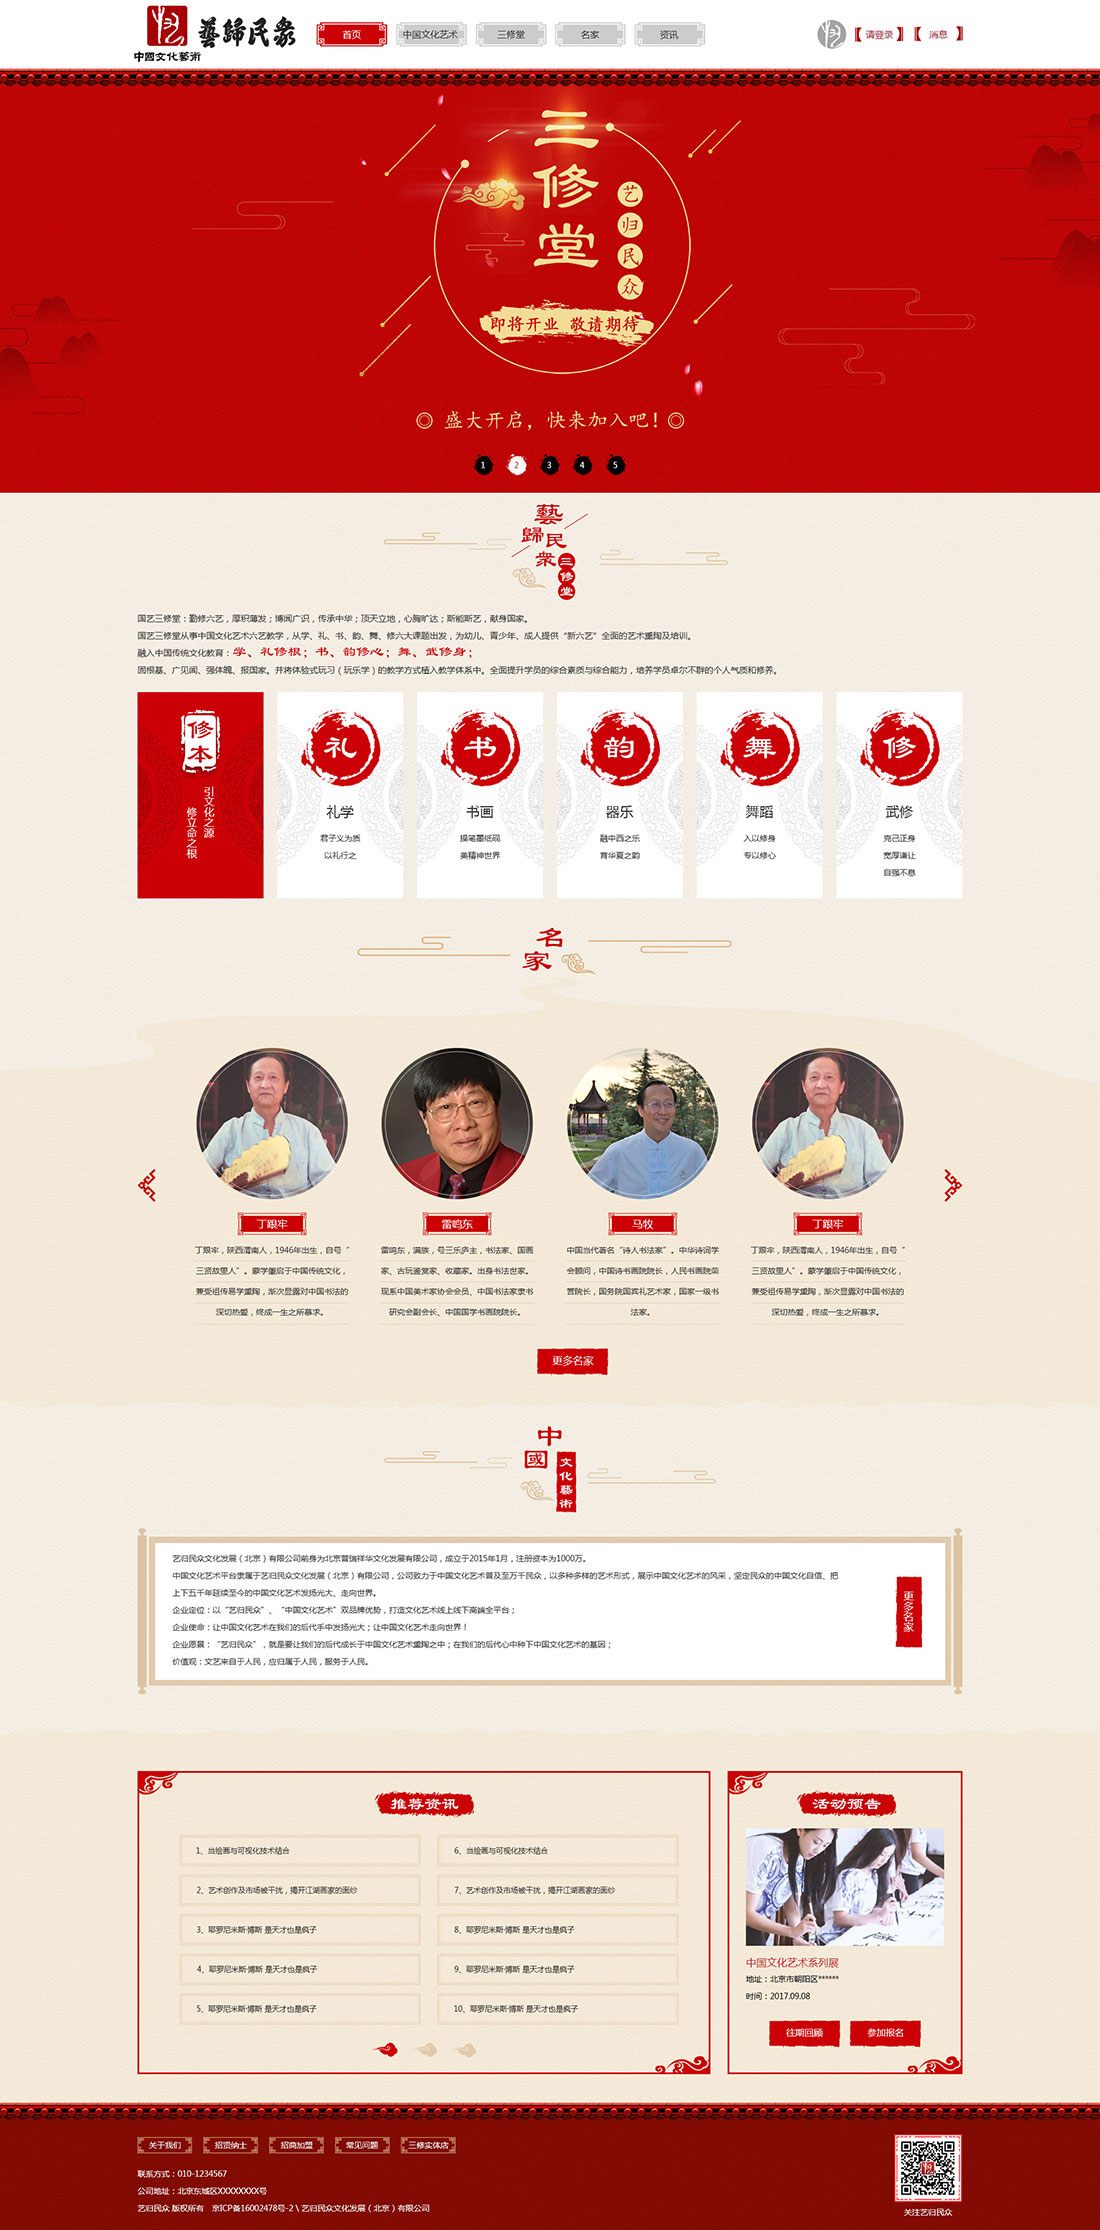 藝歸民衆
中國文化藝術
首页
中国文化艺术
三修堂
名家
资讯
请登录
消息
三修堂
艺归民众
即将开业 敬请期待
盛大开启，快来加入吧！
1 2 3 4 5
藝歸民衆
三修堂
国艺三修堂：勤修六艺，厚积薄发；博闻广识，传承中华；顶天立地，心胸旷达；斯能斯艺，献身国家。
国艺三修堂从事中国文化艺术六艺教学，从学、礼、书、韵、舞、修六大课题出发，为幼儿、青少年、成人提供“新六艺”全面的艺术熏陶及培训。
融入中国传统文化教育：学、礼修根；书、韵修心；舞、武修身；
固根基、广见闻、强体魄、报国家。并将体验式玩习（玩乐学）的教学方式植入教学体系中。全面提升学员的综合素质与综合能力，培养学员卓尔不群的个人气质和修养。
修本
引文化之源
修立命之根
礼
礼学
君子义为质
以礼行之
书
书画
操笔墨纸砚
美精神世界
韵
器乐
融中西之乐
育华夏之韵
舞
舞蹈
入以修身
专以修心
修
武修
克己正身
宽厚谦让
自强不息
名家
丁跟牢
丁跟牢，陕西渭南人，1946年出生，自号“
三贤故里人”。蒙学肇启于中国传统文化，
兼受祖传易学熏陶，渐次显露对中国书法的
深切热爱，终成一生之所慕求。
雷鸣东
雷鸣东，满族，号三乐庐主，书法家、国画
家、古玩鉴赏家、收藏家。出身书法世家。
现系中国美术家协会会员、中国书法家隶书
研究会副会长、中国国学书画院院长。
马牧
中国当代著名“诗人书法家”。中华诗词学
会顾问，中国诗书画院院长，人民书画院荣
誉院长，国务院国宾礼艺术家，国家一级书
法家。
丁跟牢
丁跟牢，陕西渭南人，1946年出生，自号“
三贤故里人”。蒙学肇启于中国传统文化，
兼受祖传易学熏陶，渐次显露对中国书法的
深切热爱，终成一生之所慕求。
更多名家
中國
文化藝術
艺归民众文化发展（北京）有限公司前身为北京普瑞祥华文化发展有限公司，成立于2015年1月，注册资本为1000万。
中国文化艺术平台隶属于艺归民众文化发展（北京）有限公司，公司致力于中国文化艺术普及至万千民众，以多种多样的艺术形式，展示中国文化艺术的风采，坚定民众的中国文化自信、把
上下五千年延续至今的中国文化艺术发扬光大、走向世界。
企业定位：以“艺归民众”、“中国文化艺术”双品牌优势，打造文化艺术线上线下高端全平台；
企业使命：让中国文化艺术在我们的后代手中发扬光大；让中国文化艺术走向世界！
企业愿景：“艺归民众”，就是要让我们的后代成长于中国文化艺术熏陶之中；在我们的后代心中种下中国文化艺术的基因；
价值观：文艺来自于人民，应归属于人民，服务于人民。
更多名家
推荐资讯
1、当绘画与可视化技术结合
2、艺术创作及市场被干扰，揭开江湖画家的面纱
3、耶罗尼米斯·博斯 是天才也是疯子
4、耶罗尼米斯·博斯 是天才也是疯子
5、耶罗尼米斯·博斯 是天才也是疯子
6、当绘画与可视化技术结合
7、艺术创作及市场被干扰，揭开江湖画家的面纱
8、耶罗尼米斯·博斯 是天才也是疯子
9、耶罗尼米斯·博斯 是天才也是疯子
10、耶罗尼米斯·博斯 是天才也是疯子
活动预告
中国文化艺术系列展
地址：北京市朝阳区******
时间：2017.09.08
往期回顾
参加报名
关于我们
招贤纳士
招商加盟
常见问题
三修实体店
联系方式：010-1234567
公司地址：北京东城区XXXXXXXX号
艺归民众 版权所有 京ICP备16002478号-2 \ 艺归民众文化发展（北京）有限公司
关注艺归民众